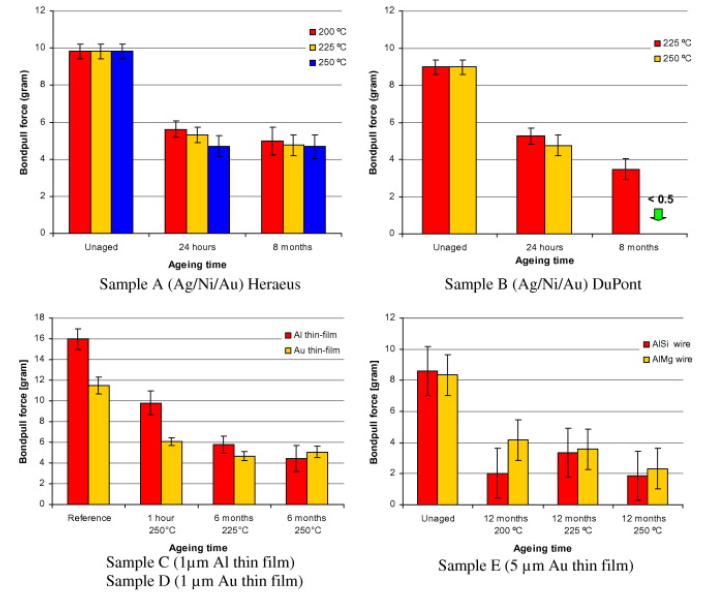 12
10
8
6
4
2
0
Bondpull force (gram)
200 ºC
225 ºC
250 ºC
Unaged
24 hours
8 months
Ageing time
Sample A (Ag/Ni/Au) Heraeus
12
10
8
6
4
2
0
Bondpull force (gram)
225 ºC
250 ºC
< 0.5
Unaged
24 hours
8 months
Ageing time
Sample B (Ag/Ni/Au) DuPont
18
16
14
12
10
8
6
4
2
0
Bondpull force [gram]
Al thin-film
Au thin-film
Reference
1 hour
250°C
6 months
225°C
6 months
250°C
Ageing time
Sample C (1µm Al thin film)
Sample D (1 µm Au thin film)
12
10
8
6
4
2
0
Bondpull force [gram]
AlSi wire
AlMg wire
Unaged
12 months
200 ºC
12 months
225 ºC
12 months
250 ºC
Ageing time
Sample E (5 µm Au thin film)